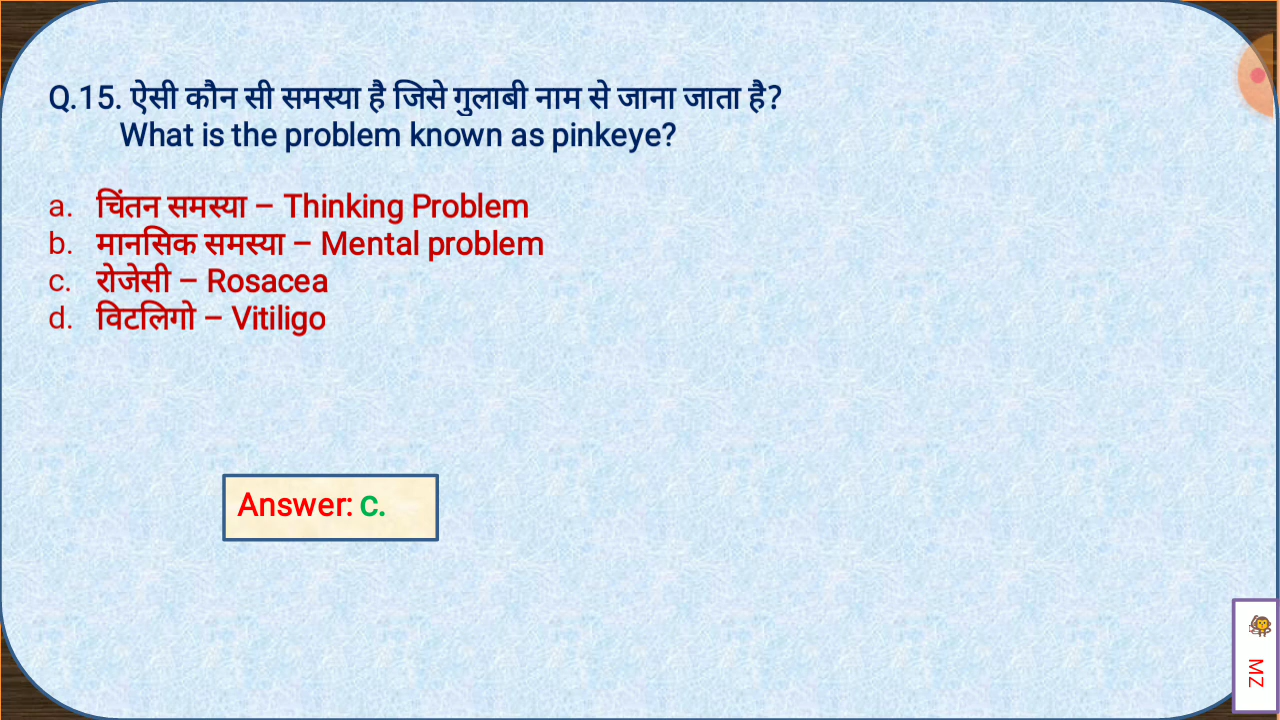 Q.15. ऐसी कौन सी समस्या है जिसे गुलाबी नाम से जाना जाता है?
What is the problem known as pinkeye?
a. चिंतन समस्या – Thinking Problem
b. मानसिक समस्या – Mental problem
c. रोजेसी – Rosacea
d. विटलिगो – Vitiligo
Answer: C.
MZ